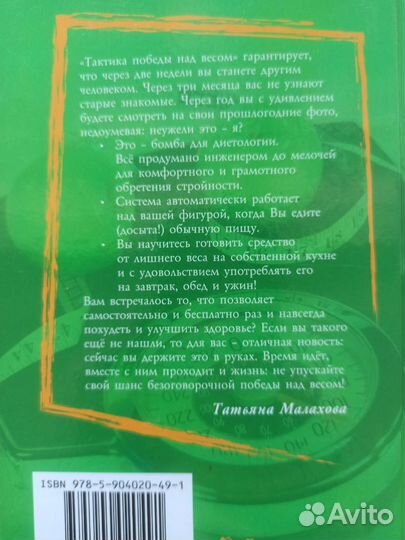 «Тактика победы над весом» гарантирует,
что через две недели вы станете другим
человеком. Через три месяца вас не узнают
старые знакомые. Через год вы с удивлением
будете смотреть на свои прошлогодние фото,
недоумевая: неужели это – я?
• Это – бомба для диетологии.
Всё продумано инженером до мелочей
для комфортного и грамотного
обретения стройности.
• Система автоматически работает
над вашей фигурой, когда Вы едите
(досыта!) обычную пищу.
• Вы научитесь готовить средство
от лишнего веса на собственной кухне
и с удовольствием употреблять его
на завтрак, обед и ужин!
Вам встречалось то, что позволяет
самостоятельно и бесплатно раз и навсегда
похудеть и улучшить здоровье? Если вы такого
ещё не нашли, то для вас – отличная новость:
сейчас вы держите это в руках. Время идёт,
вместе с ним проходит и жизнь: не упускайте
свой шанс безоговорочной победы над весом!
Татьяна Малахова
ISBN 978-5-904020-49-1
Avito